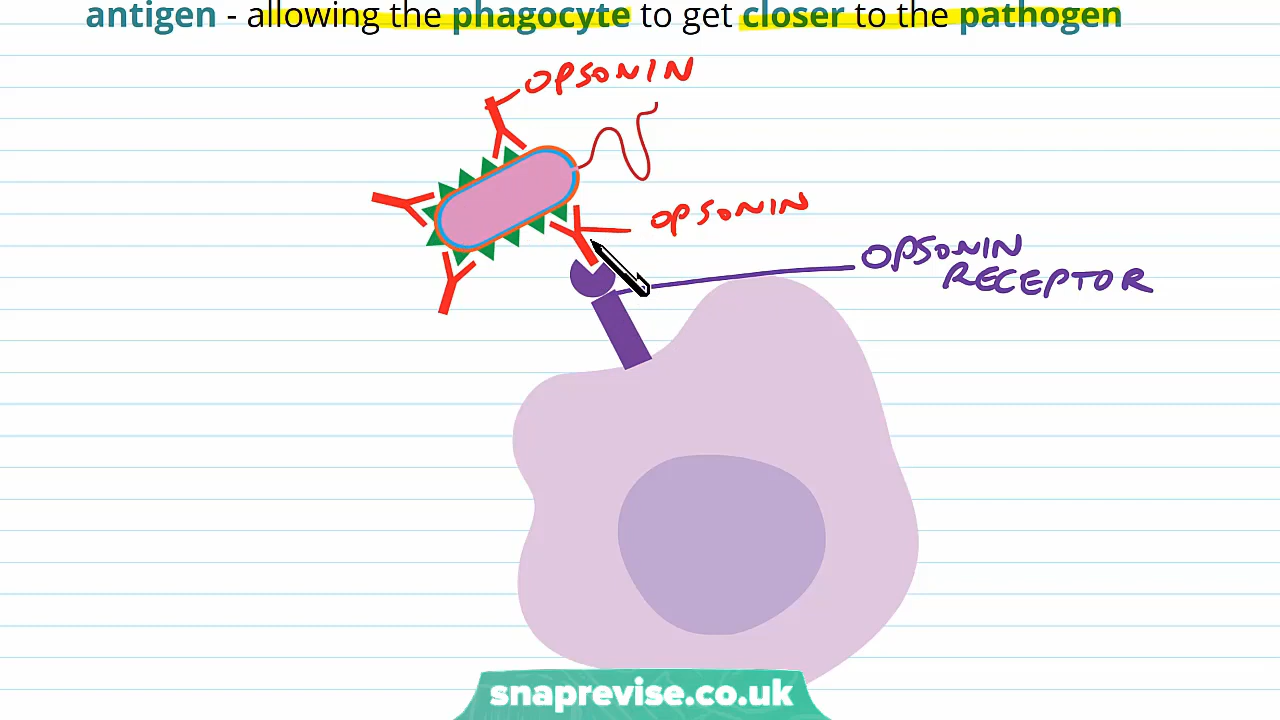 antigen - allowing the phagocyte to get closer to the pathogen
OPSONIN
OPSONIN
OPSONIN
RECEPTOR
snaprevise.co.uk